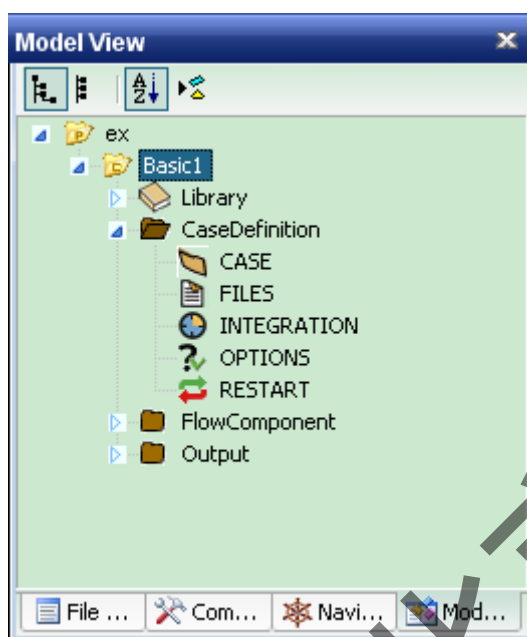 Model View
ex
Basic1
Library
CaseDefinition
CASE
FILES
INTEGRATION
OPTIONS
RESTART
FlowComponent
Output
File ... Com... Navi... Mod...